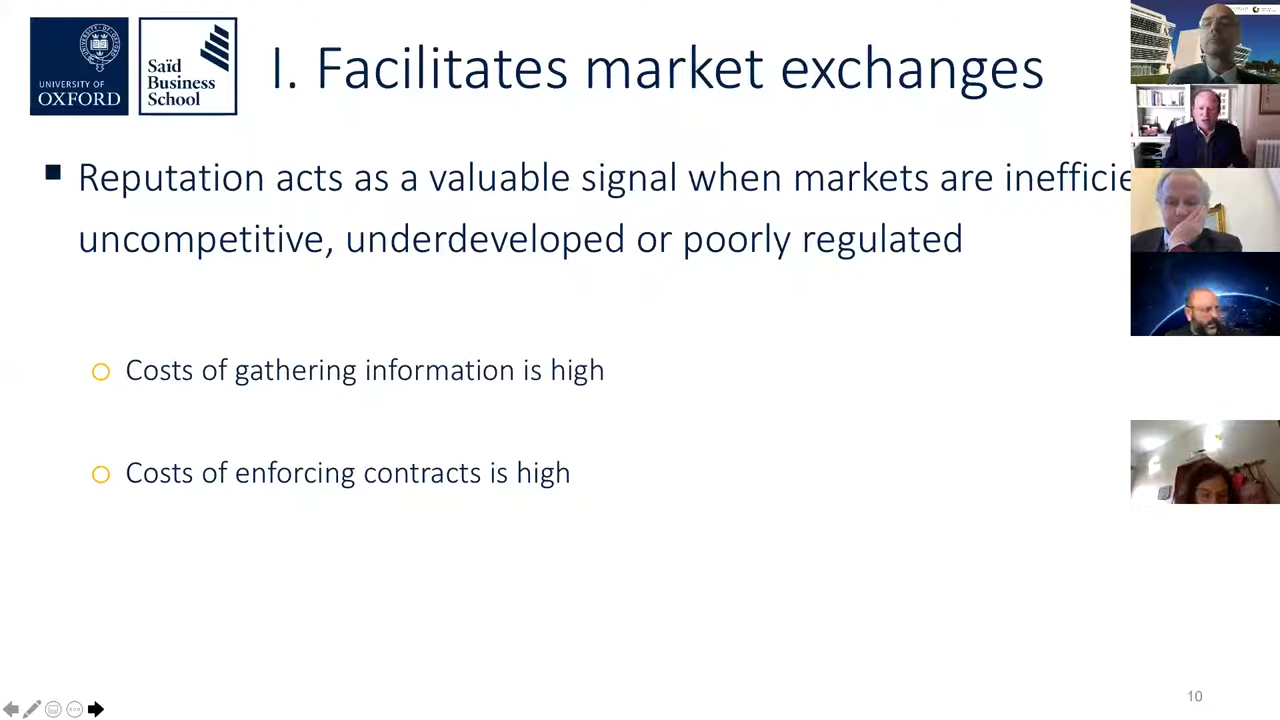 UNIVERSITY OF
OXFORD
Saïd
Business
School
I. Facilitates market exchanges
Reputation acts as a valuable signal when markets are inefficie
uncompetitive, underdeveloped or poorly regulated
Costs of gathering information is high
Costs of enforcing contracts is high
10